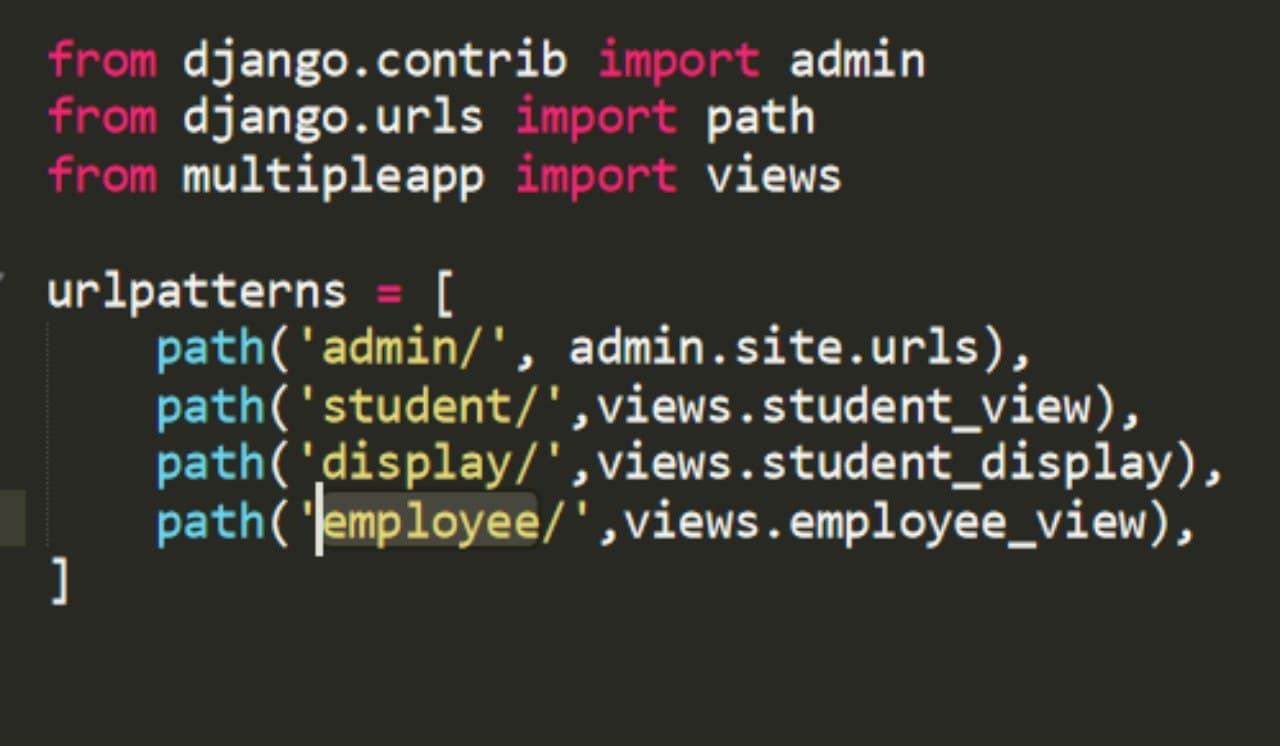 from django.contrib import admin
from django.urls import path
from multipleapp import views

urlpatterns = [
    path('admin/', admin.site.urls),
    path('student/',views.student_view),
    path('display/',views.student_display),
    path('employee/',views.employee_view),
]